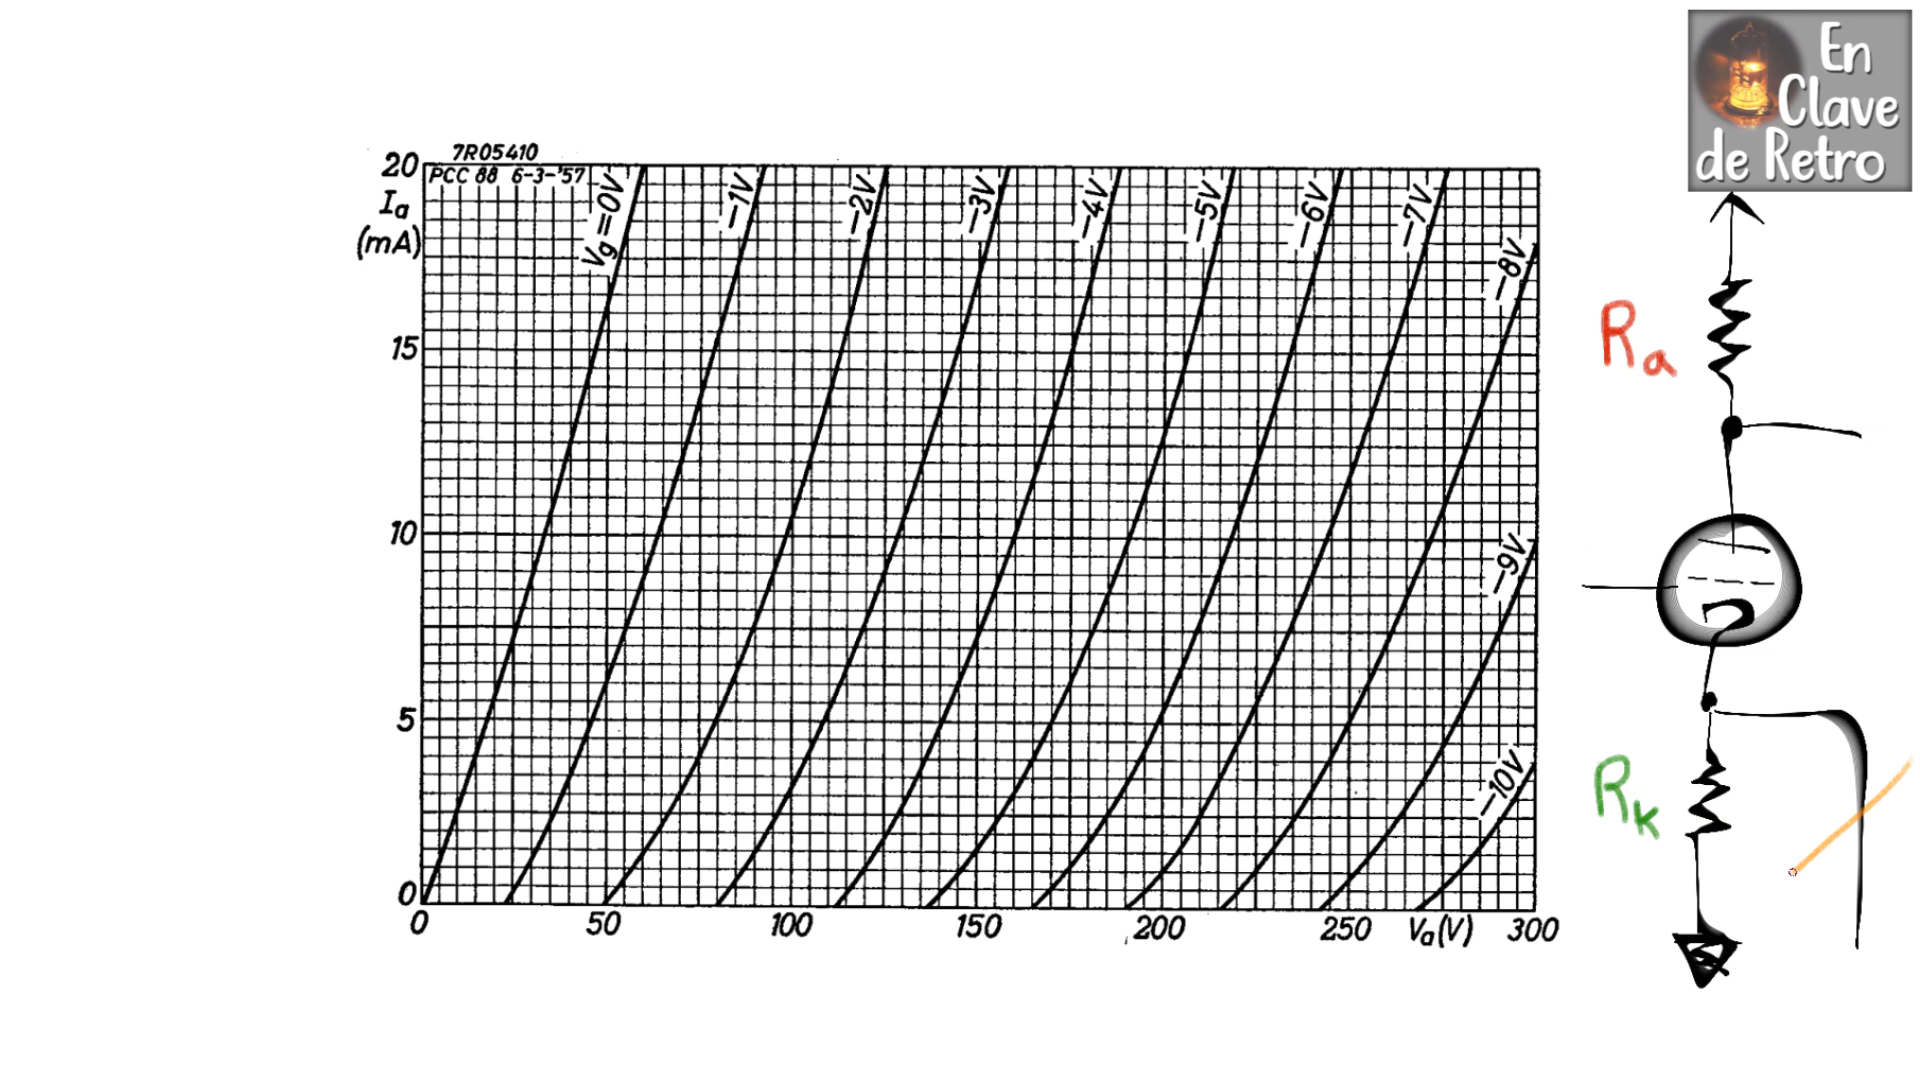 En
Clave
de Retro
7R05410
PCC 88 6-3-'57
20
Ia
(mA)
15
10
5
0
Vg=0V
—1V
—2V
—3V
—4V
—5V
—6V
—7V
—8V
—9V
—10V
0
50
100
150
200
250
Va(V)
300
Ra
Rk